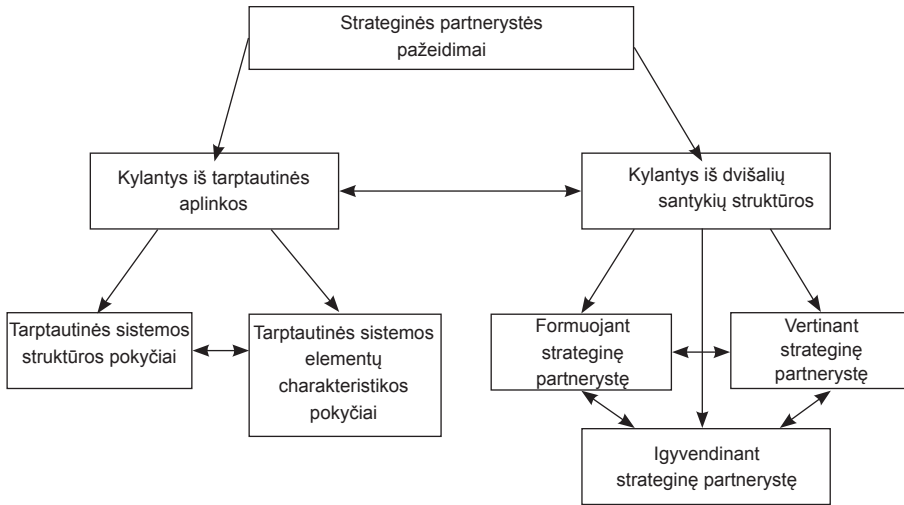 Strateginės partnerystės
pažeidimai
Kylantys iš tarptautinės
aplinkos
Kylantys iš dvišalių
santykių struktūros
Tarptautinės sistemos
struktūros pokyčiai
Tarptautinės sistemos
elementų
charakteristikos
pokyčiai
Formuojant
strateginę
partnerystę
Vertinant
strateginę
partnerystę
Igyvendinant
strateginę partnerystę